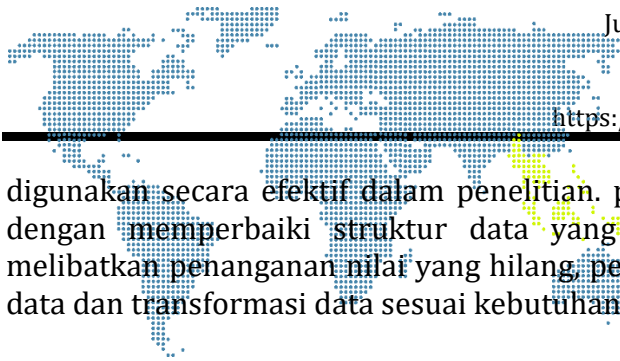 Ju
https:
digunakan secara efektif dalam penelitian. p
dengan memperbaiki struktur data yang
melibatkan penanganan nilai yang hilang, pe
data dan transformasi data sesuai kebutuhan